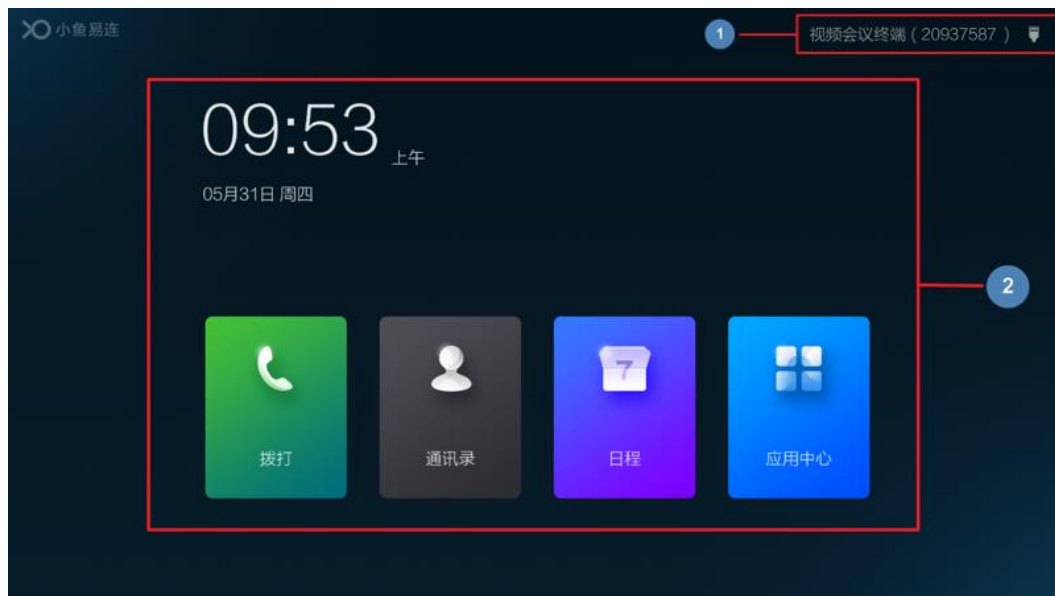 小鱼易连
1
视频会议终端 ( 20937587 )
09:53 上午
05月31日 周四
2
7
拨打
通讯录
日程
应用中心